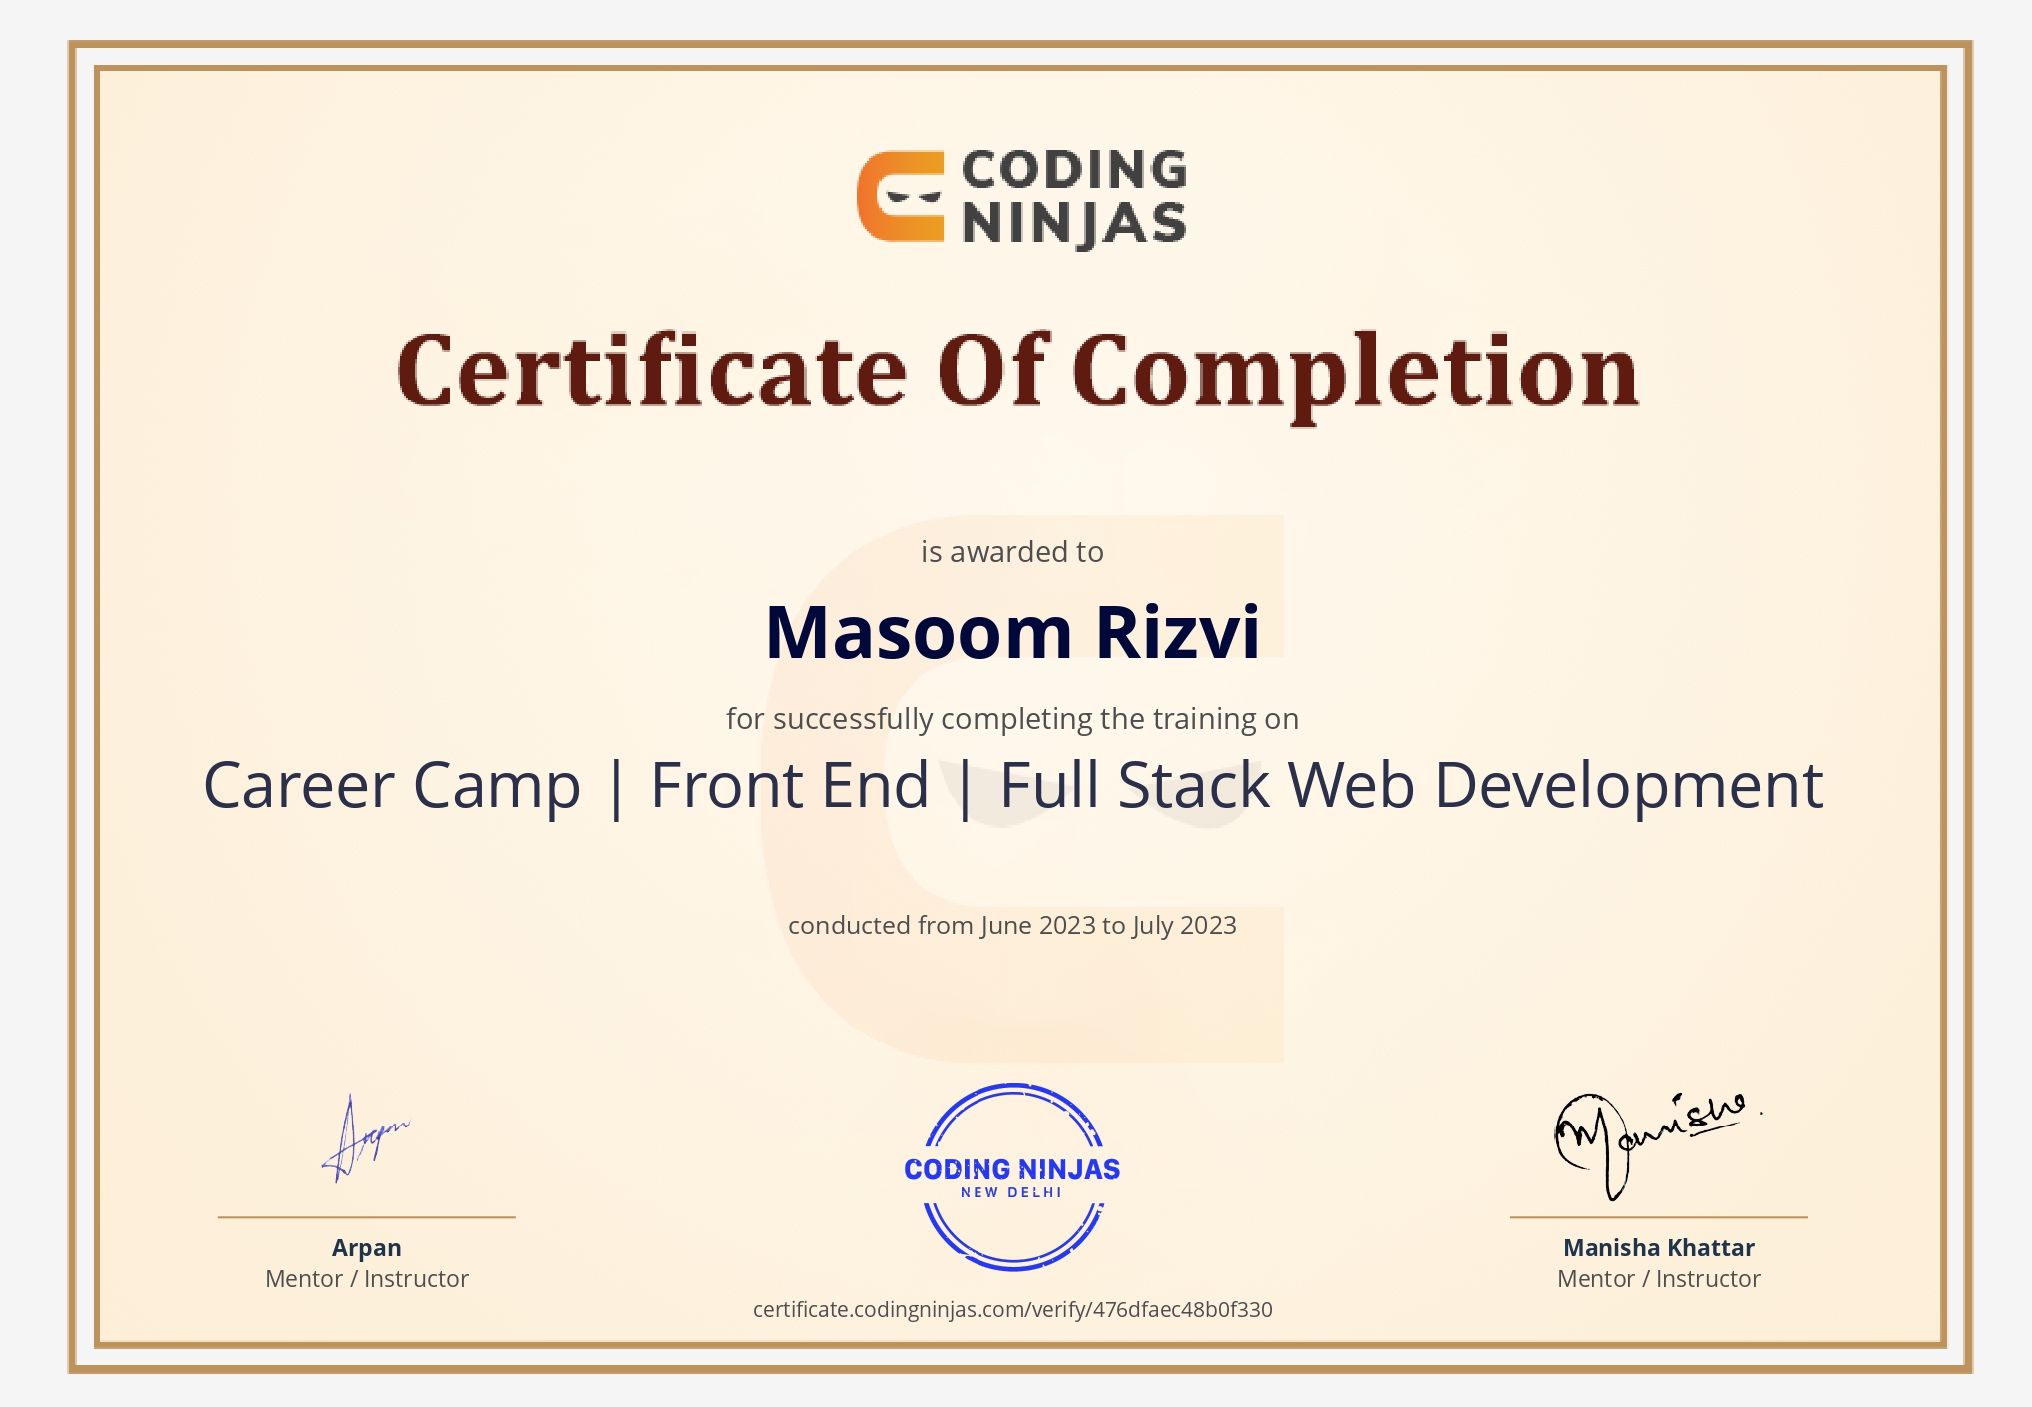 CODING
NINJAS
Certificate Of Completion
is awarded to
Masoom Rizvi
for successfully completing the training on
Career Camp | Front End | Full Stack Web Development
conducted from June 2023 to July 2023
Arpan
Manisha
CODING NINJAS
NEW DELHI
Arpan
Mentor / Instructor
Manisha Khattar
Mentor / Instructor
certificate.codingninjas.com/verify/476dfaec48b0f330